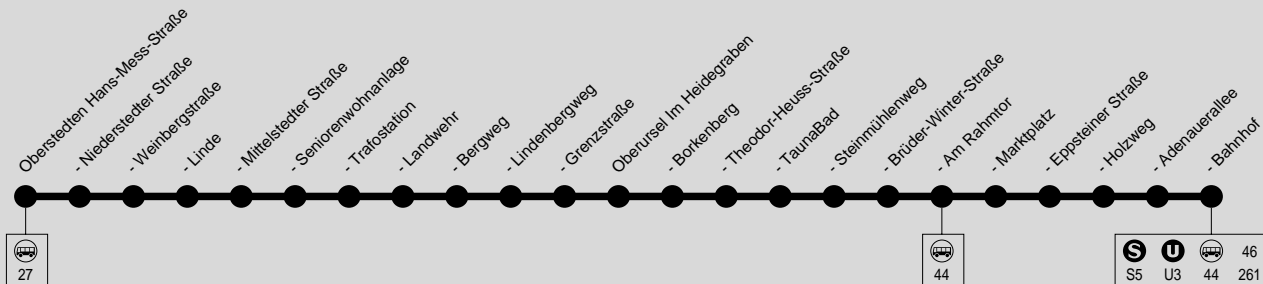 Oberstedten Hans-Mess-Straße
- Niederstedter Straße
- Weinbergstraße
- Linde
- Mittelstedter Straße
- Seniorenwohnanlage
- Trafostation
- Landwehr
- Bergweg
- Lindenbergweg
- Grenzstraße
Oberursel Im Heidegraben
- Borkenberg
- Theodor-Heuss-Straße
- TaunaBad
- Steinmühlenweg
- Brüder-Winter-Straße
- Am Rahmtor
- Marktplatz
- Eppsteiner Straße
- Holzweg
- Adenauerallee
- Bahnhof
27
44
S U 46
S5 U3 44 261